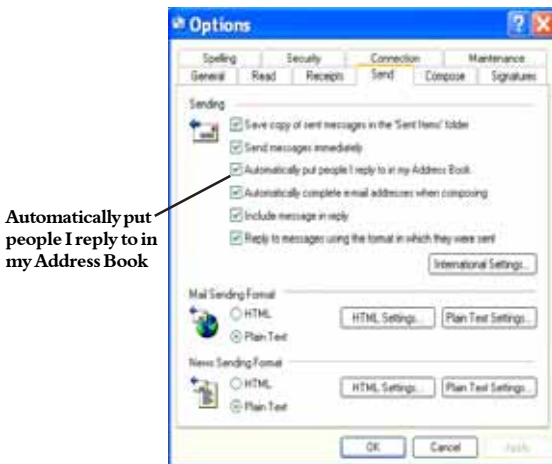 Options
Spelling Security Connection Maintenance
General Read Receipts Send Compose Signatures
Sending
Save copy of sent messages in the 'Sent Items' folder
Send messages immediately
Automatically put people I reply to in my Address Book
Automatically complete e-mail addresses when composing
Include message in reply
Reply to messages using the format in which they were sent
International Settings...
Automatically put
people I reply to in
my Address Book
Mail Sending Format
HTML HTML Settings... Plain Text Settings...
Plain Text
News Sending Format
HTML HTML Settings... Plain Text Settings...
Plain Text
OK Cancel Apply